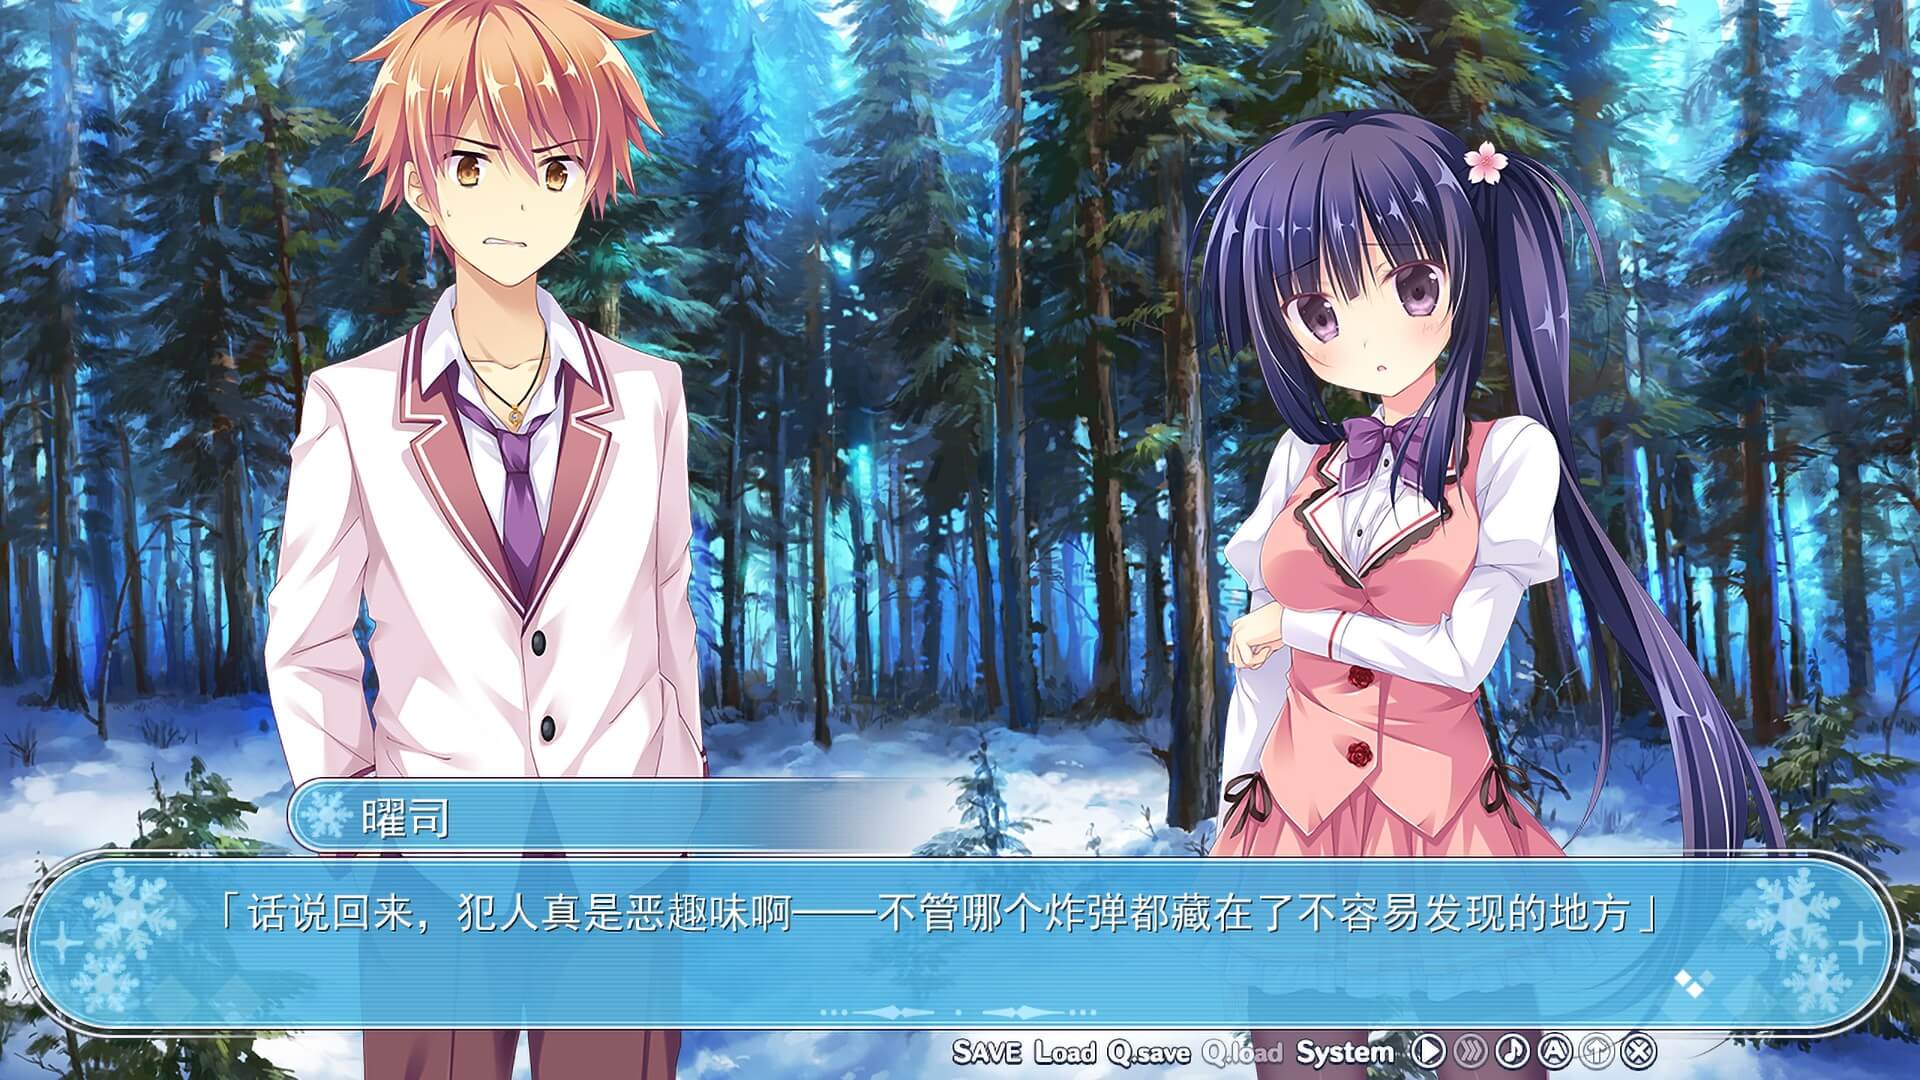 曜司
「话说回来，犯人真是恶趣味啊——不管哪个炸弹都藏在了不容易发现的地方」
SAVE Load Q.save Q.load System